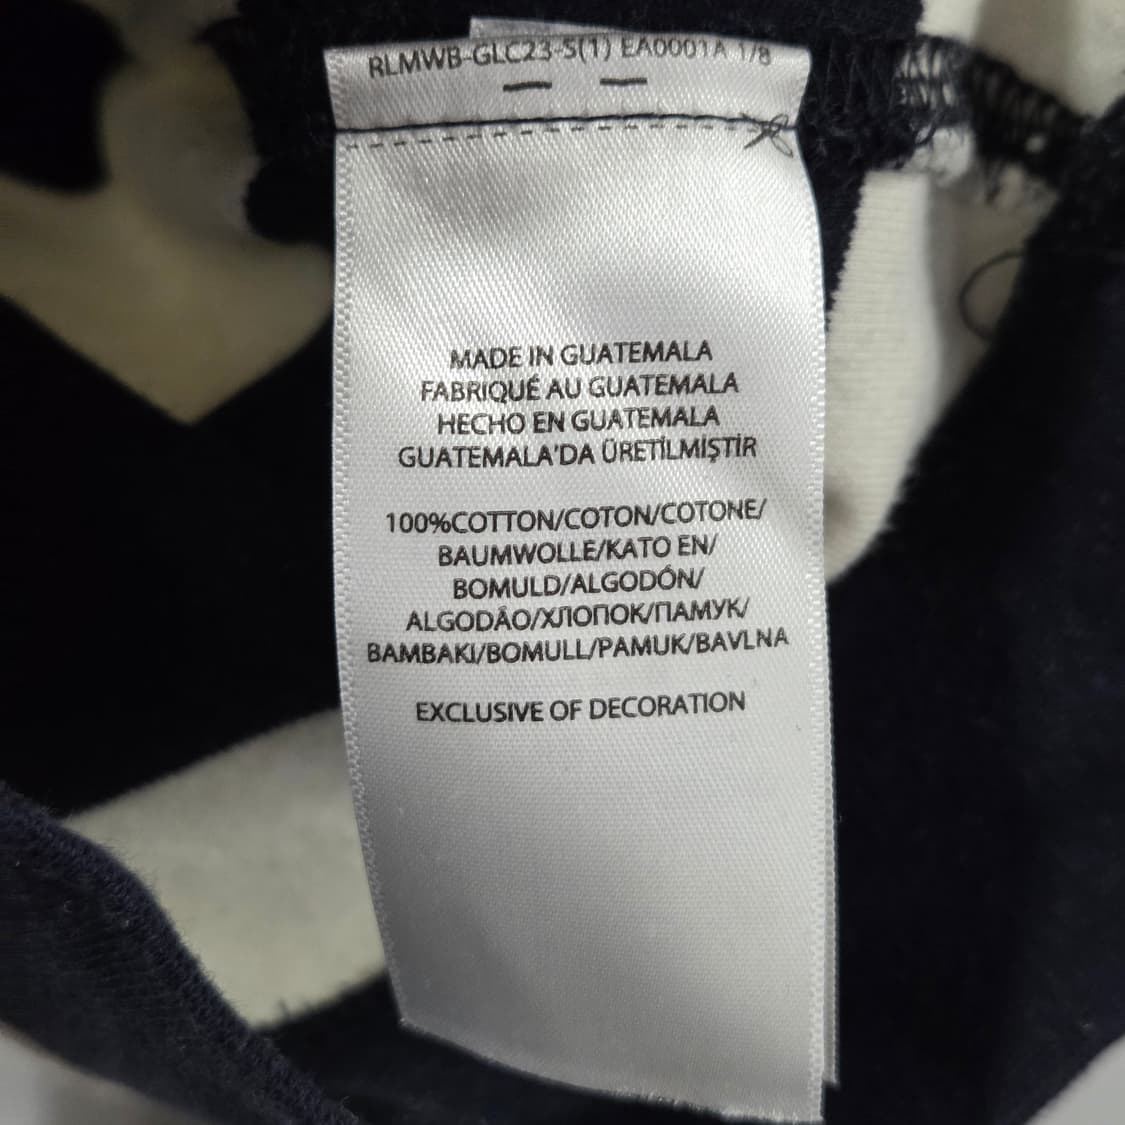 RLMWB-GLC23-S(1) EA0001A 1/8
MADE IN GUATEMALA
FABRIQUÉ AU GUATEMALA
HECHO EN GUATEMALA
GUATEMALA'DA ÜRETİLMİŞTİR
100%COTTON/COTON/COTONE/
BAUMWOLLE/KATO EN/
BOMULD/ALGODÓN/
ALGODÃO/ХЛОПОК/ПАМУК/
BAMBAKI/BOMULL/PAMUK/BAVLNA
EXCLUSIVE OF DECORATION